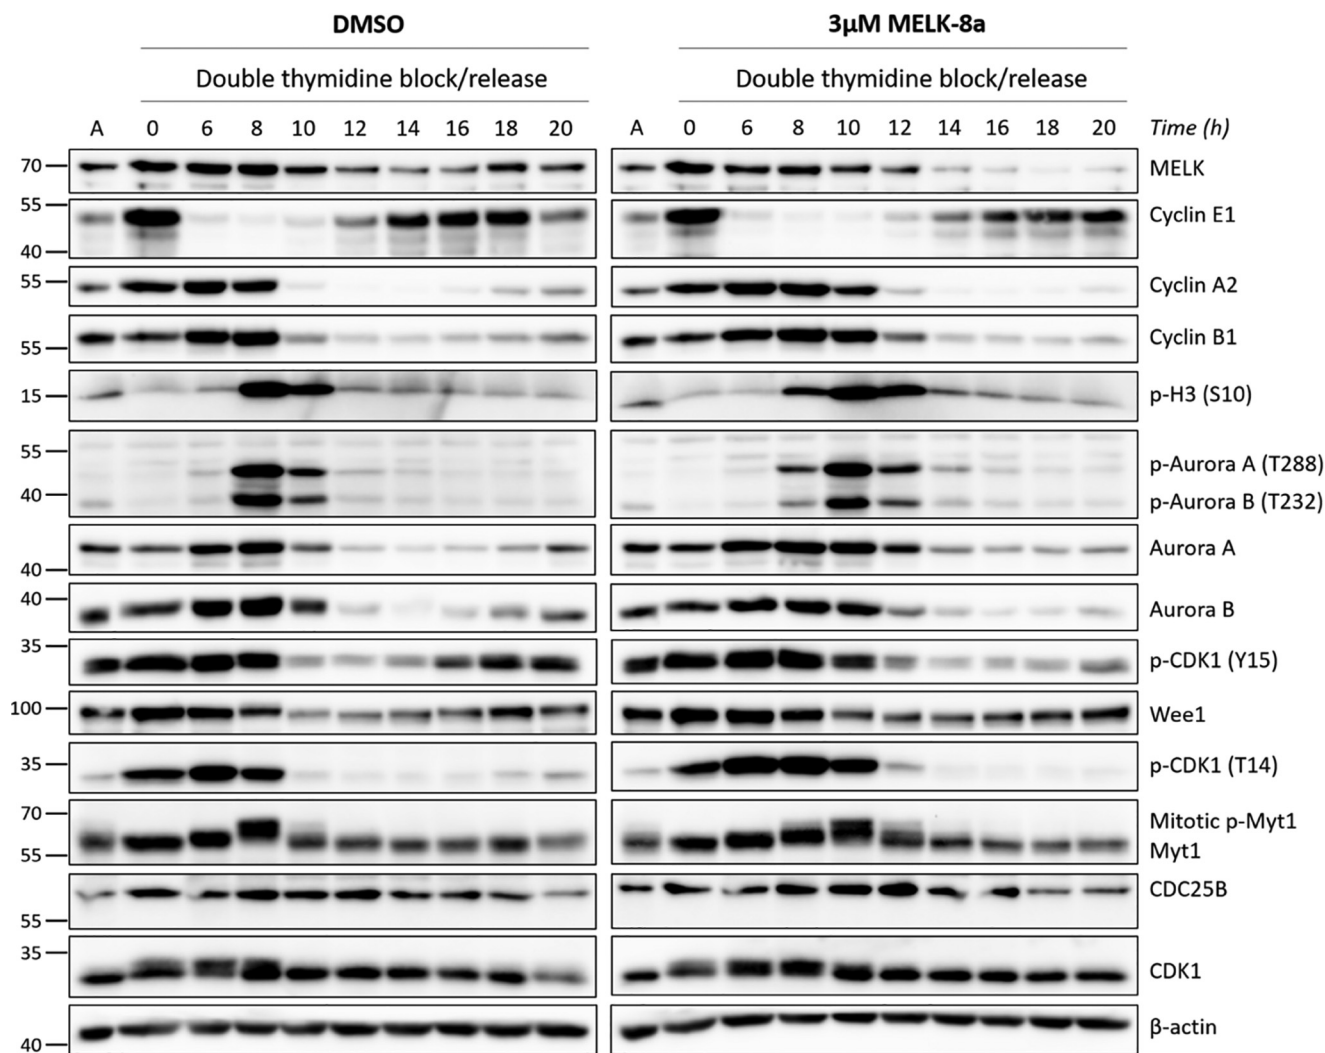 DMSO 3μM MELK-8a
Double thymidine block/release Double thymidine block/release
A 0 6 8 10 12 14 16 18 20 A 0 6 8 10 12 14 16 18 20 Time (h)
70 MELK
55 Cyclin E1
40
55 Cyclin A2
55 Cyclin B1
15 p-H3 (S10)
55 p-Aurora A (T288)
40 p-Aurora B (T232)
40 Aurora A
40 Aurora B
35 p-CDK1 (Y15)
100 Wee1
35 p-CDK1 (T14)
70 Mitotic p-Myt1
55 Myt1
55 CDC25B
35 CDK1
40 β-actin